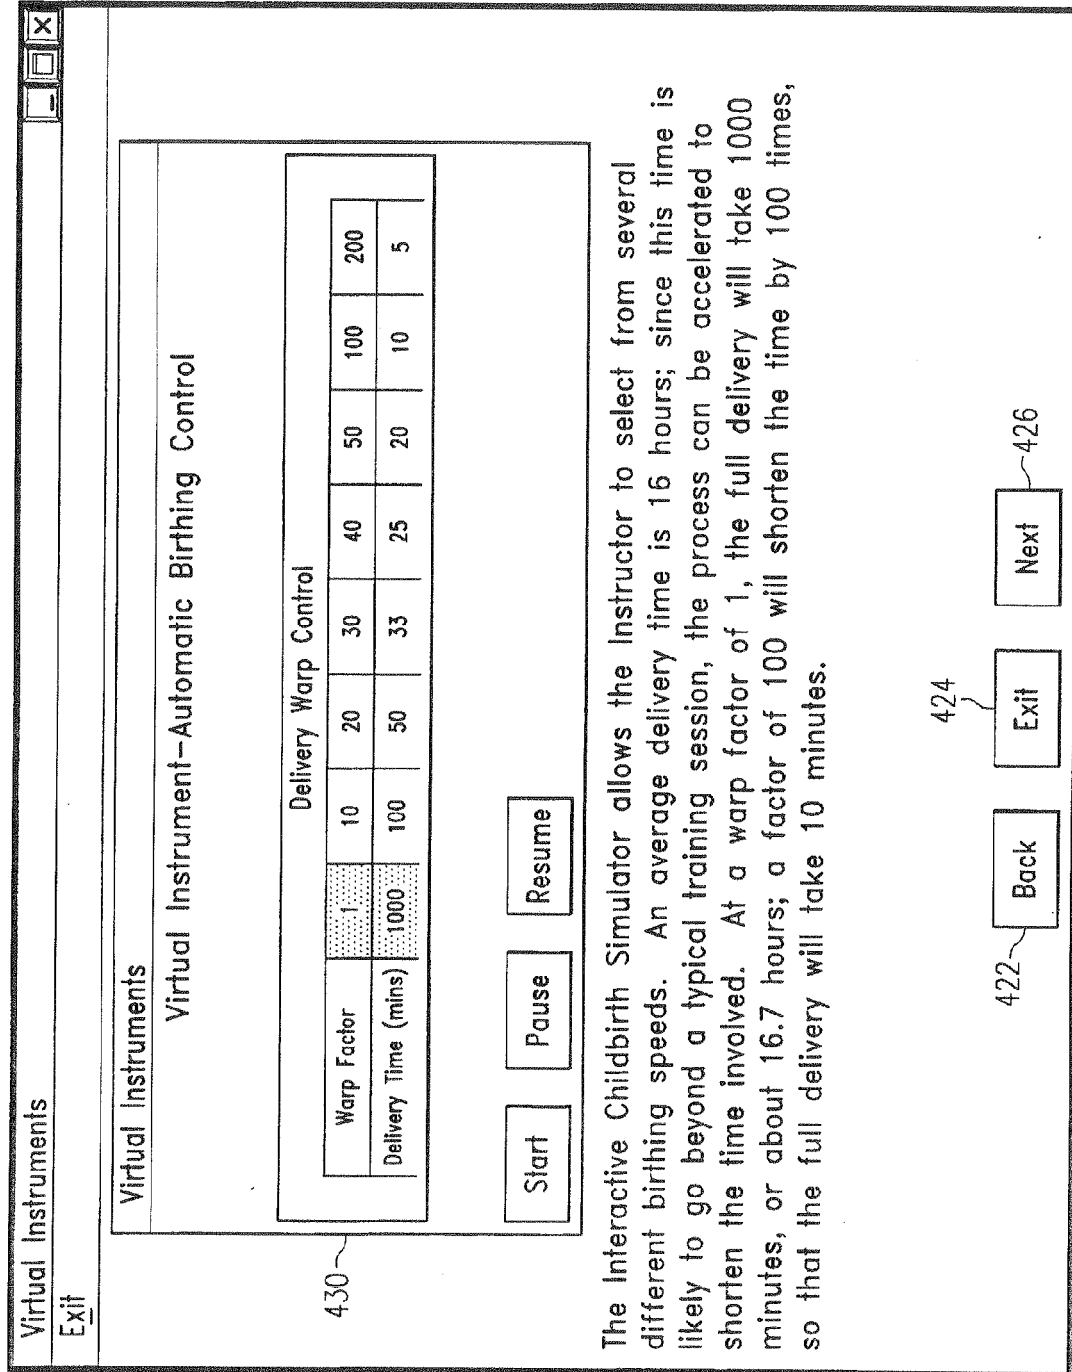 Virtual Instruments
Exit
Virtual Instruments
Virtual Instrument-Automatic Birthing Control
Delivery Warp Control
Warp Factor 1 10 20 30 40 50 100 200
Delivery Time (mins) 1000 100 50 33 25 20 10 5
430
Start Pause Resume
The Interactive Childbirth Simulator allows the Instructor to select from several
different birthing speeds. An average delivery time is 16 hours; since this time is
likely to go beyond a typical training session, the process can be accelerated to
shorten the time involved. At a warp factor of 1, the full delivery will take 1000
minutes, or about 16.7 hours; a factor of 100 will shorten the time by 100 times,
so that the full delivery will take 10 minutes.
424
422 Back Exit Next 426